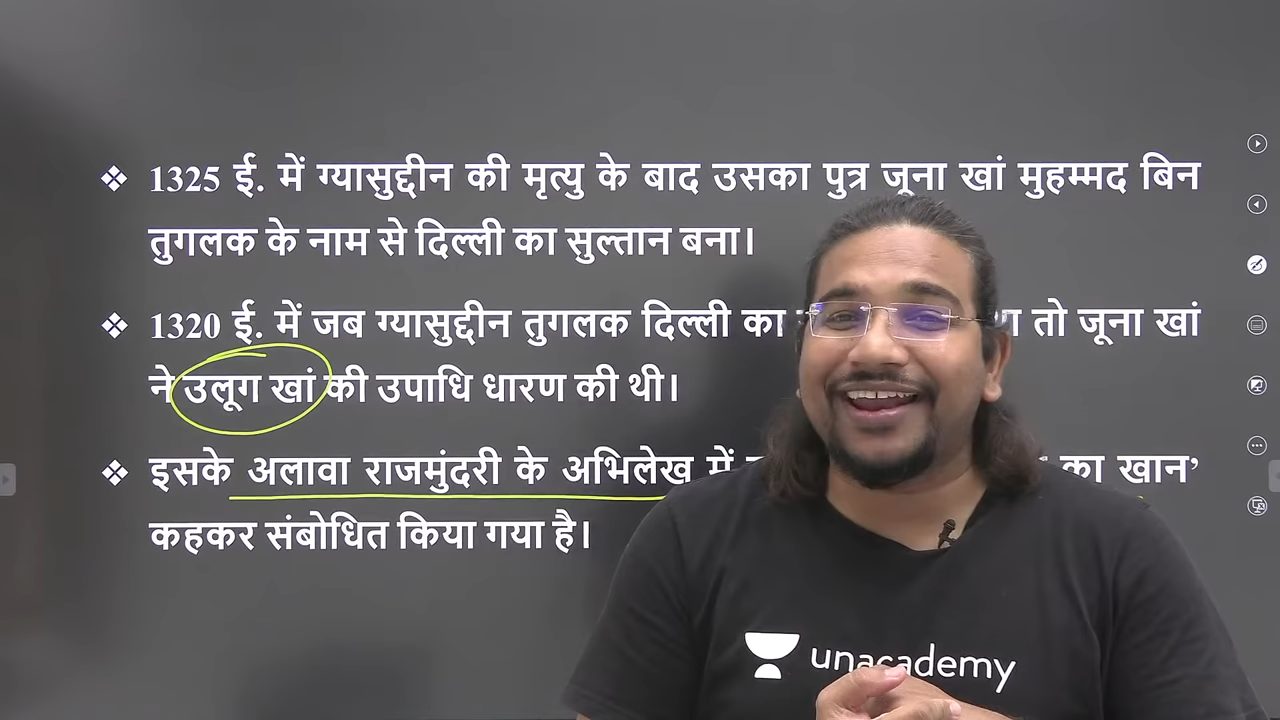 ❖ 1325 ई. में ग्यासुद्दीन की मृत्यु के बाद उसका पुत्र जूना खां मुहम्मद बिन
तुगलक के नाम से दिल्ली का सुल्तान बना।
❖ 1320 ई. में जब ग्यासुद्दीन तुगलक दिल्ली का तो जूना खां
ने उलूग खां की उपाधि धारण की थी।
❖ इसके अलावा राजमुंदरी के अभिलेख में का खान’
कहकर संबोधित किया गया है।
unacademy